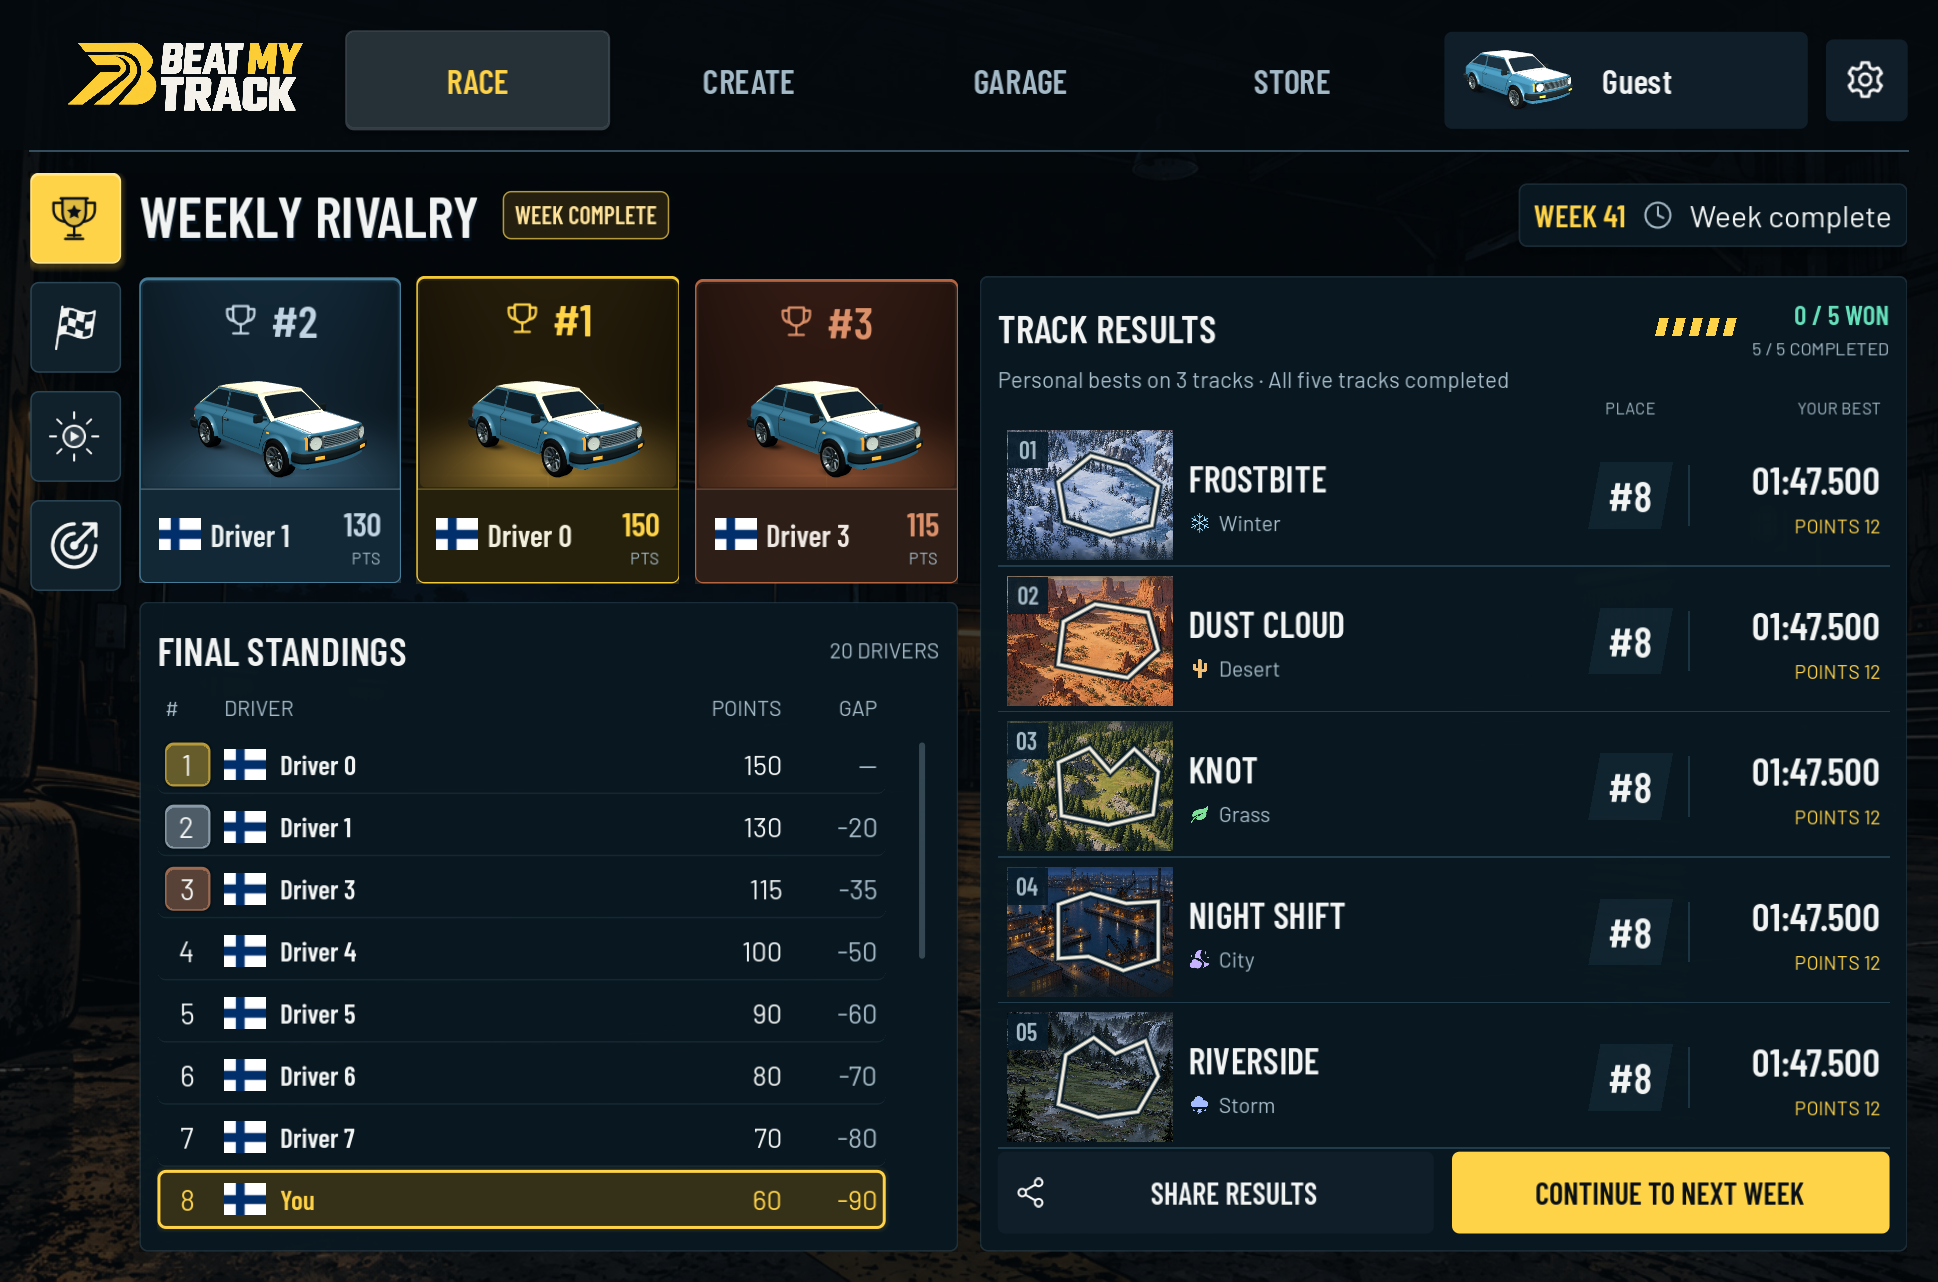 BEAT MY
TRACK
RACE
CREATE
GARAGE
STORE
Guest
WEEKLY RIVALRY
WEEK COMPLETE
WEEK 41
Week complete
#2
Driver 1
130
PTS
#1
Driver 0
150
PTS
#3
Driver 3
115
PTS
FINAL STANDINGS
20 DRIVERS
# DRIVER POINTS GAP
1 Driver 0 150 —
2 Driver 1 130 -20
3 Driver 3 115 -35
4 Driver 4 100 -50
5 Driver 5 90 -60
6 Driver 6 80 -70
7 Driver 7 70 -80
8 You 60 -90
TRACK RESULTS
0 / 5 WON
5 / 5 COMPLETED
Personal bests on 3 tracks · All five tracks completed
PLACE
YOUR BEST
01
FROSTBITE
Winter
#8
01:47.500
POINTS 12
02
DUST CLOUD
Desert
#8
01:47.500
POINTS 12
03
KNOT
Grass
#8
01:47.500
POINTS 12
04
NIGHT SHIFT
City
#8
01:47.500
POINTS 12
05
RIVERSIDE
Storm
#8
01:47.500
POINTS 12
SHARE RESULTS
CONTINUE TO NEXT WEEK